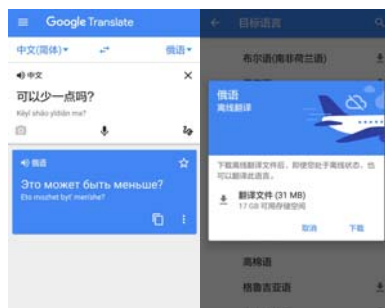 Google Translate
中文(简体)
俄语
中文
可以少一点吗?
Kěyǐ shǎo yīdiǎn ma?
俄语
Это может быть меньше?
Eto mozhet byt' men'she?
目标语言
布尔语(南非荷兰语)
俄语
离线翻译
下载离线翻译文件后，即使您处于离线状态，也
可以翻译此语言。
翻译文件 (31 MB)
17 GB 可用存储空间
取消 下载
高棉语
格鲁吉亚语